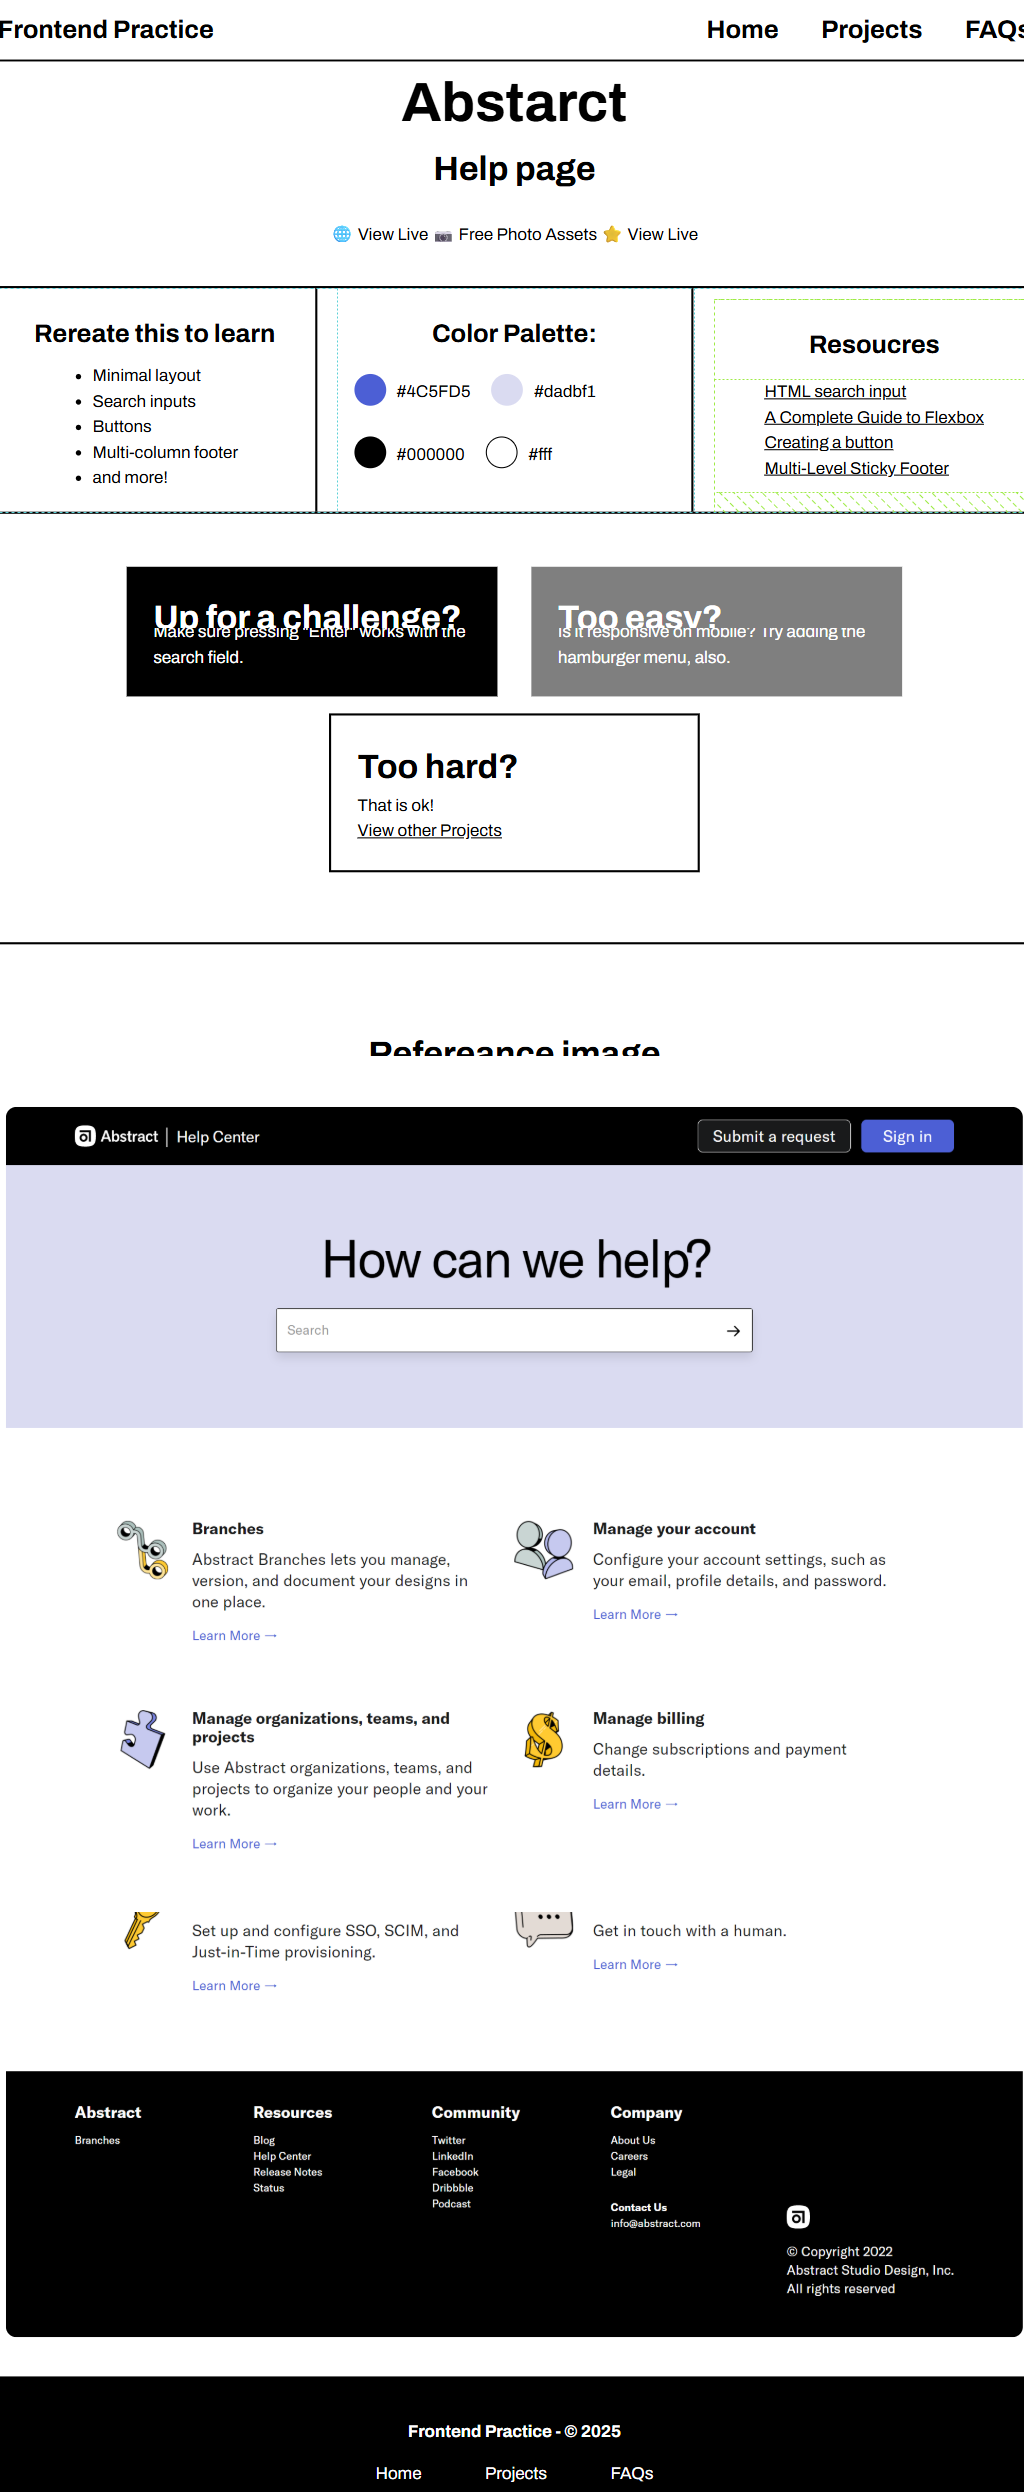 Frontend Practice Home Projects FAQs
Abstarct
Help page
View Live Free Photo Assets View Live
Rereate this to learn
Minimal layout
Search inputs
Buttons
Multi-column footer
and more!
Color Palette:
#4C5FD5 #dadbf1
#000000 #fff
Resoucres
HTML search input
A Complete Guide to Flexbox
Creating a button
Multi-Level Sticky Footer
Up for a challenge?
Make sure pressing "Enter" works with the
search field.
Too easy?
Is it responsive on mobile? Try adding the
hamburger menu, also.
Too hard?
That is ok!
View other Projects
Refereance image
Abstract | Help Center
Submit a request Sign in
How can we help?
Search
Branches
Abstract Branches lets you manage,
version, and document your designs in
one place.
Learn More →
Manage your account
Configure your account settings, such as
your email, profile details, and password.
Learn More →
Manage organizations, teams, and
projects
Use Abstract organizations, teams, and
projects to organize your people and your
work.
Learn More →
Manage billing
Change subscriptions and payment
details.
Learn More →
Set up and configure SSO, SCIM, and
Just-in-Time provisioning.
Learn More →
Get in touch with a human.
Learn More →
Abstract
Branches
Resources
Blog
Help Center
Release Notes
Status
Community
Twitter
LinkedIn
Facebook
Dribbble
Podcast
Company
About Us
Careers
Legal
Contact Us
info@abstract.com
© Copyright 2022
Abstract Studio Design, Inc.
All rights reserved
Frontend Practice - © 2025
Home Projects FAQs